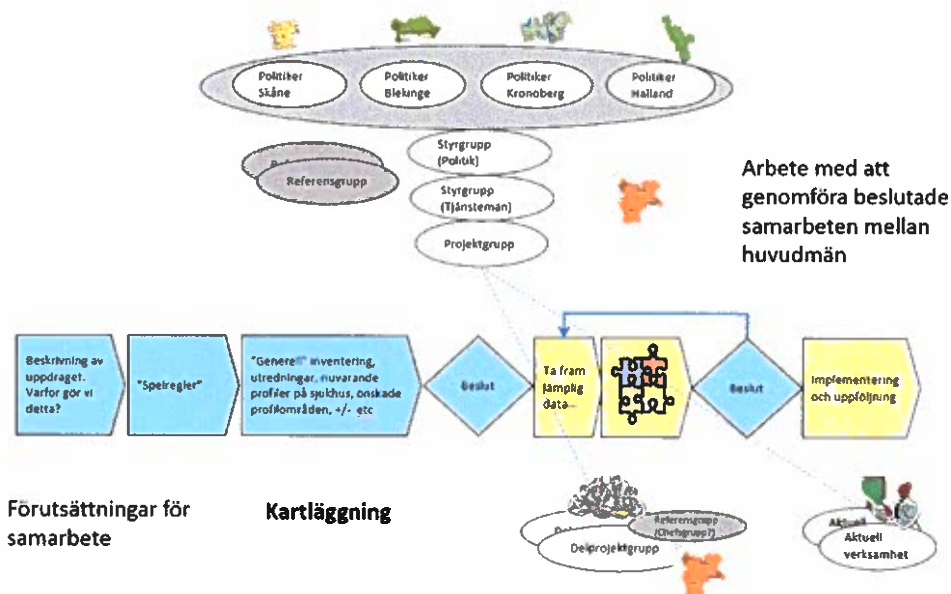 Politiker
Skåne
Politiker
Blekinge
Politiker
Kronoberg
Politiker
Halland
Styrgrupp
(Politik)
Referensgrupp
Styrgrupp
(Tjänstemän)
Projektgrupp
Arbete med att
genomföra beslutade
samarbeten mellan
huvudmän
Beskrivning av
uppdraget.
Varför gör vi
detta?
"Spelregler"
"Generell" inventering,
utredningar, nuvarande
profiler på sjukhus, önskade
profilområden, +/- etc
Beslut
Ta fram
lämplig
data...
Beslut
Implementering
och uppföljning
Förutsättningar för
samarbete
Kartläggning
Referensgrupp
(Chefsgrupp?)
Delprojektgrupp
Aktuell
Aktuell
verksamhet